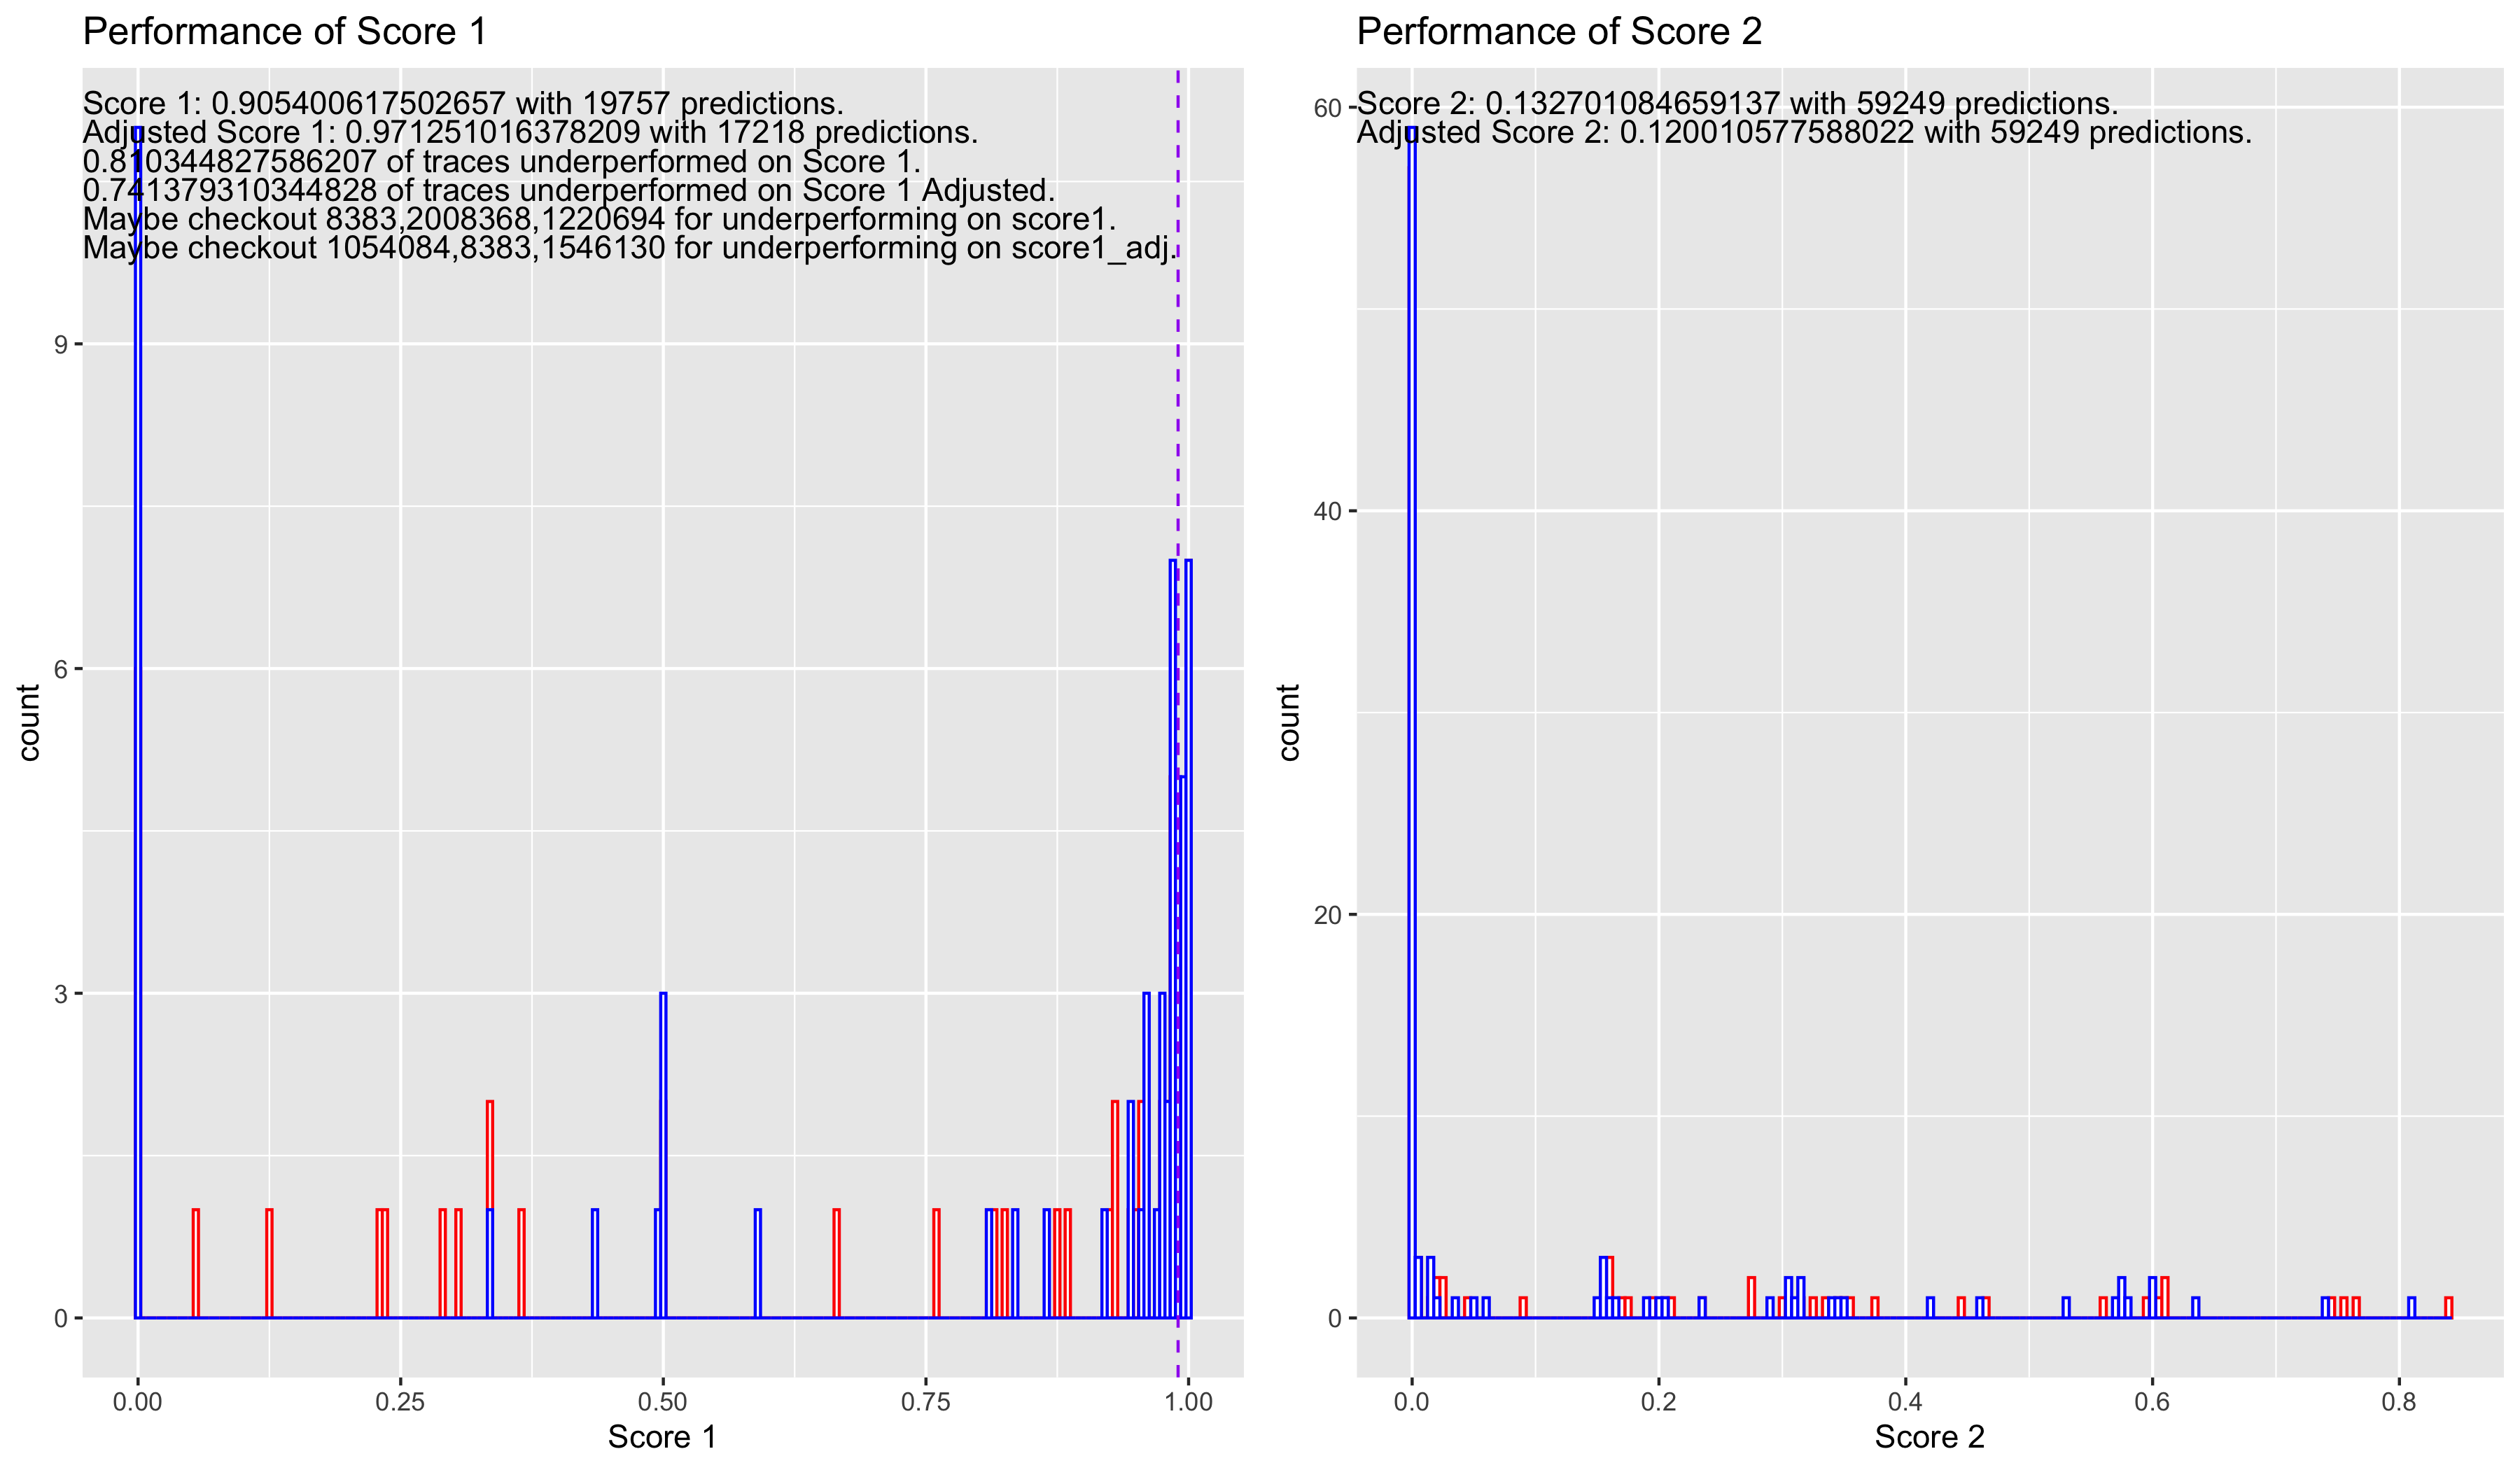 Performance of Score 1
Score 1: 0.905400617502657 with 19757 predictions.
Adjusted Score 1: 0.971251016378209 with 17218 predictions.
0.810344827586207 of traces underperformed on Score 1.
0.741379310344828 of traces underperformed on Score 1 Adjusted.
Maybe checkout 8383,2008368,1220694 for underperforming on score1.
Maybe checkout 1054084,8383,1546130 for underperforming on score1_adj.
9
6
3
0
count
0.00 0.25 0.50 0.75 1.00
Score 1
Performance of Score 2
Score 2: 0.132701084659137 with 59249 predictions.
Adjusted Score 2: 0.120010577588022 with 59249 predictions.
60
40
20
0
count
0.0 0.2 0.4 0.6 0.8
Score 2